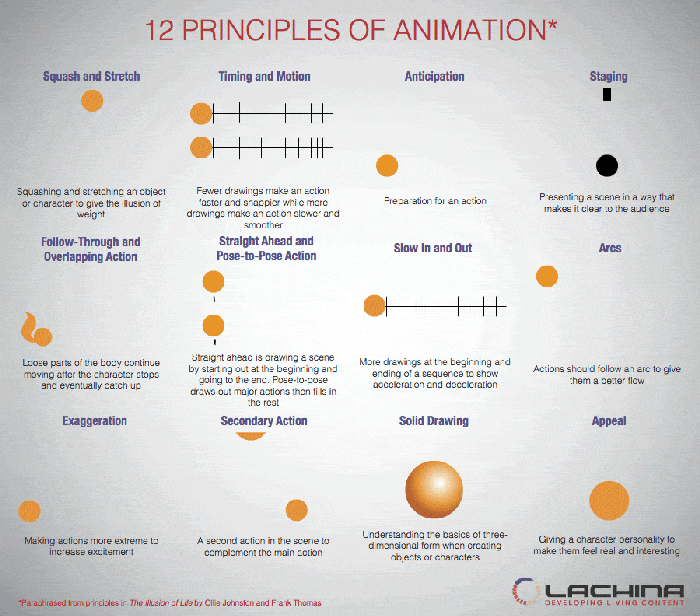 12 PRINCIPLES OF ANIMATION*
Squash and Stretch
Squashing and stretching an object
or character to give the illusion of
weight
Timing and Motion
Fewer drawings make an action
faster and snappier while more
drawings make an action slower and
smoother
Anticipation
Preparation for an action
Staging
Presenting a scene in a way that
makes it clear to the audience
Follow-Through and
Overlapping Action
Loose parts of the body continue
moving after the character stops
and eventually catch up
Straight Ahead and
Pose-to-Pose Action
Straight ahead is drawing a scene
by starting out at the beginning and
going to the end. Pose-to-pose
draws out major actions then fills in
the rest
Slow In and Out
More drawings at the beginning and
ending of a sequence to show
acceleration and deceleration
Arcs
Actions should follow an arc to give
them a better flow
Exaggeration
Making actions more extreme to
increase excitement
Secondary Action
A second action in the scene to
complement the main action
Solid Drawing
Understanding the basics of three-
dimensional form when creating
objects or characters
Appeal
Giving a character personality to
make them feel real and interesting
*Paraphrased from principles in The Illusion of Life by Ollie Johnston and Frank Thomas
LACHINA
DEVELOPING LIVING CONTENT